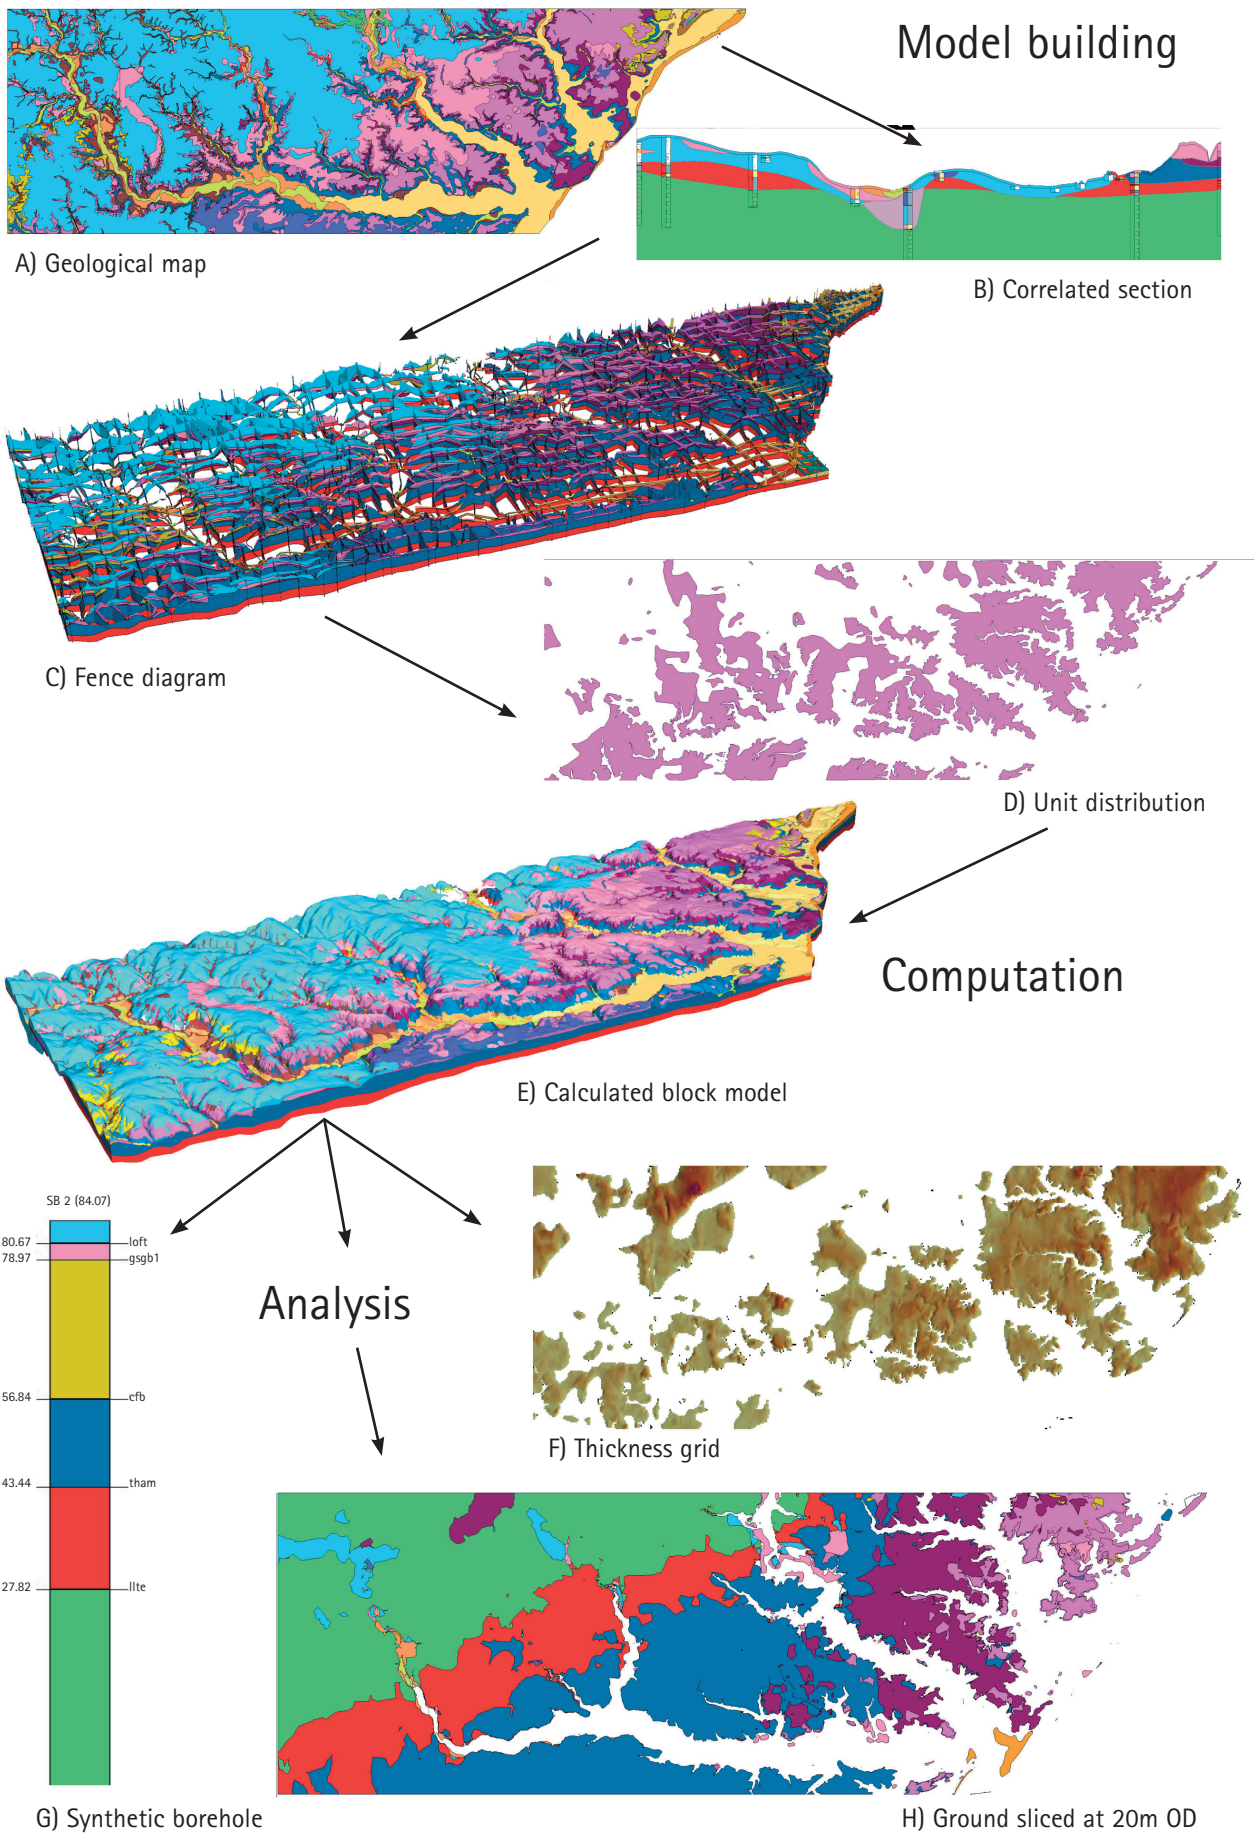 Model building
A) Geological map
B) Correlated section
C) Fence diagram
D) Unit distribution
Computation
E) Calculated block model
SB 2 (84.07)
80.67 loft
78.97 gsgb1
56.84 cfb
43.44 tham
27.82 llte
Analysis
F) Thickness grid
G) Synthetic borehole
H) Ground sliced at 20m OD